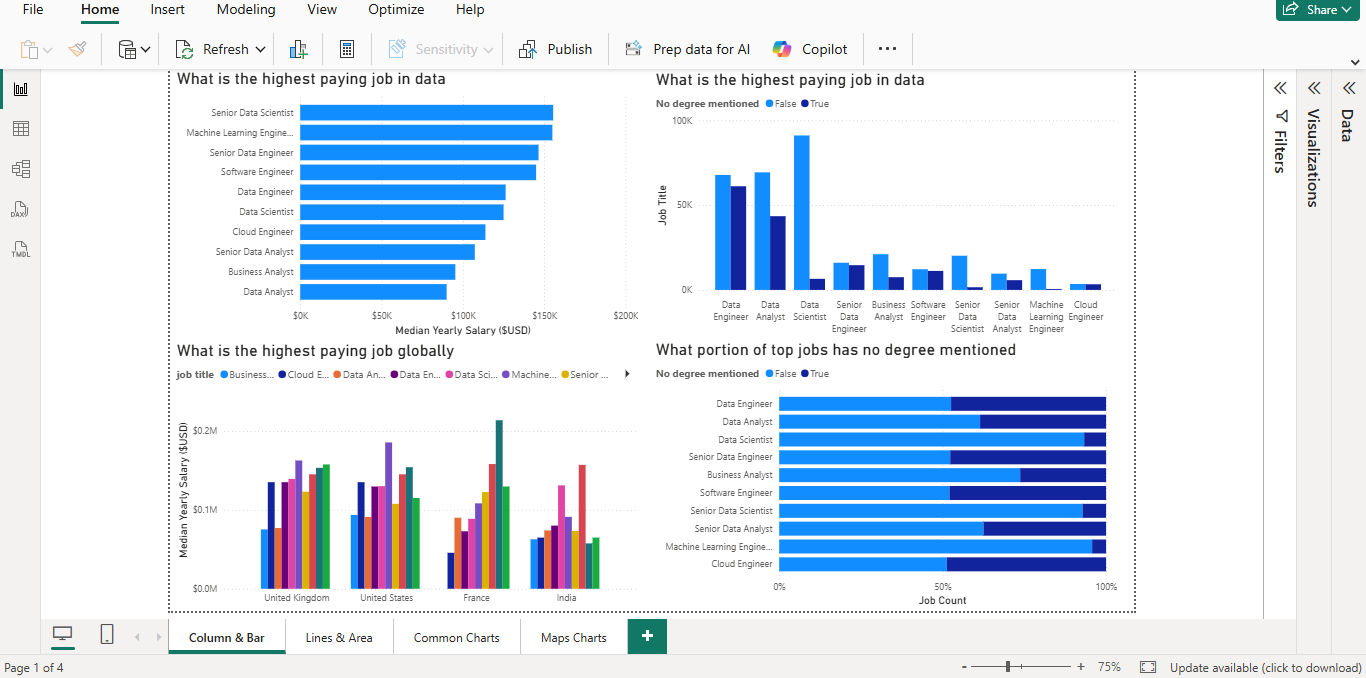 File Home Insert Modeling View Optimize Help Share
Refresh Sensitivity Publish Prep data for AI Copilot ...
What is the highest paying job in data
Senior Data Scientist
Machine Learning Engine...
Senior Data Engineer
Software Engineer
Data Engineer
Data Scientist
Cloud Engineer
Senior Data Analyst
Business Analyst
Data Analyst
$0K $50K $100K $150K $200K
Median Yearly Salary ($USD)
What is the highest paying job in data
No degree mentioned False True
100K
50K
0K
Job Title
Data Engineer
Data Analyst
Data Scientist
Senior Data Engineer
Business Analyst
Software Engineer
Senior Data Scientist
Senior Data Analyst
Machine Learning Engineer
Cloud Engineer
What is the highest paying job globally
job title Business... Cloud E... Data An... Data En... Data Sci... Machine... Senior ...
$0.2M
$0.1M
$0.0M
Median Yearly Salary ($USD)
United Kingdom United States France India
What portion of top jobs has no degree mentioned
No degree mentioned False True
Data Engineer
Data Analyst
Data Scientist
Senior Data Engineer
Business Analyst
Software Engineer
Senior Data Scientist
Senior Data Analyst
Machine Learning Engine...
Cloud Engineer
0% 50% 100%
Job Count
Filters
Visualizations
Data
DAX
TMDL
Column & Bar Lines & Area Common Charts Maps Charts +
Page 1 of 4
- + 75% Update available (click to download)